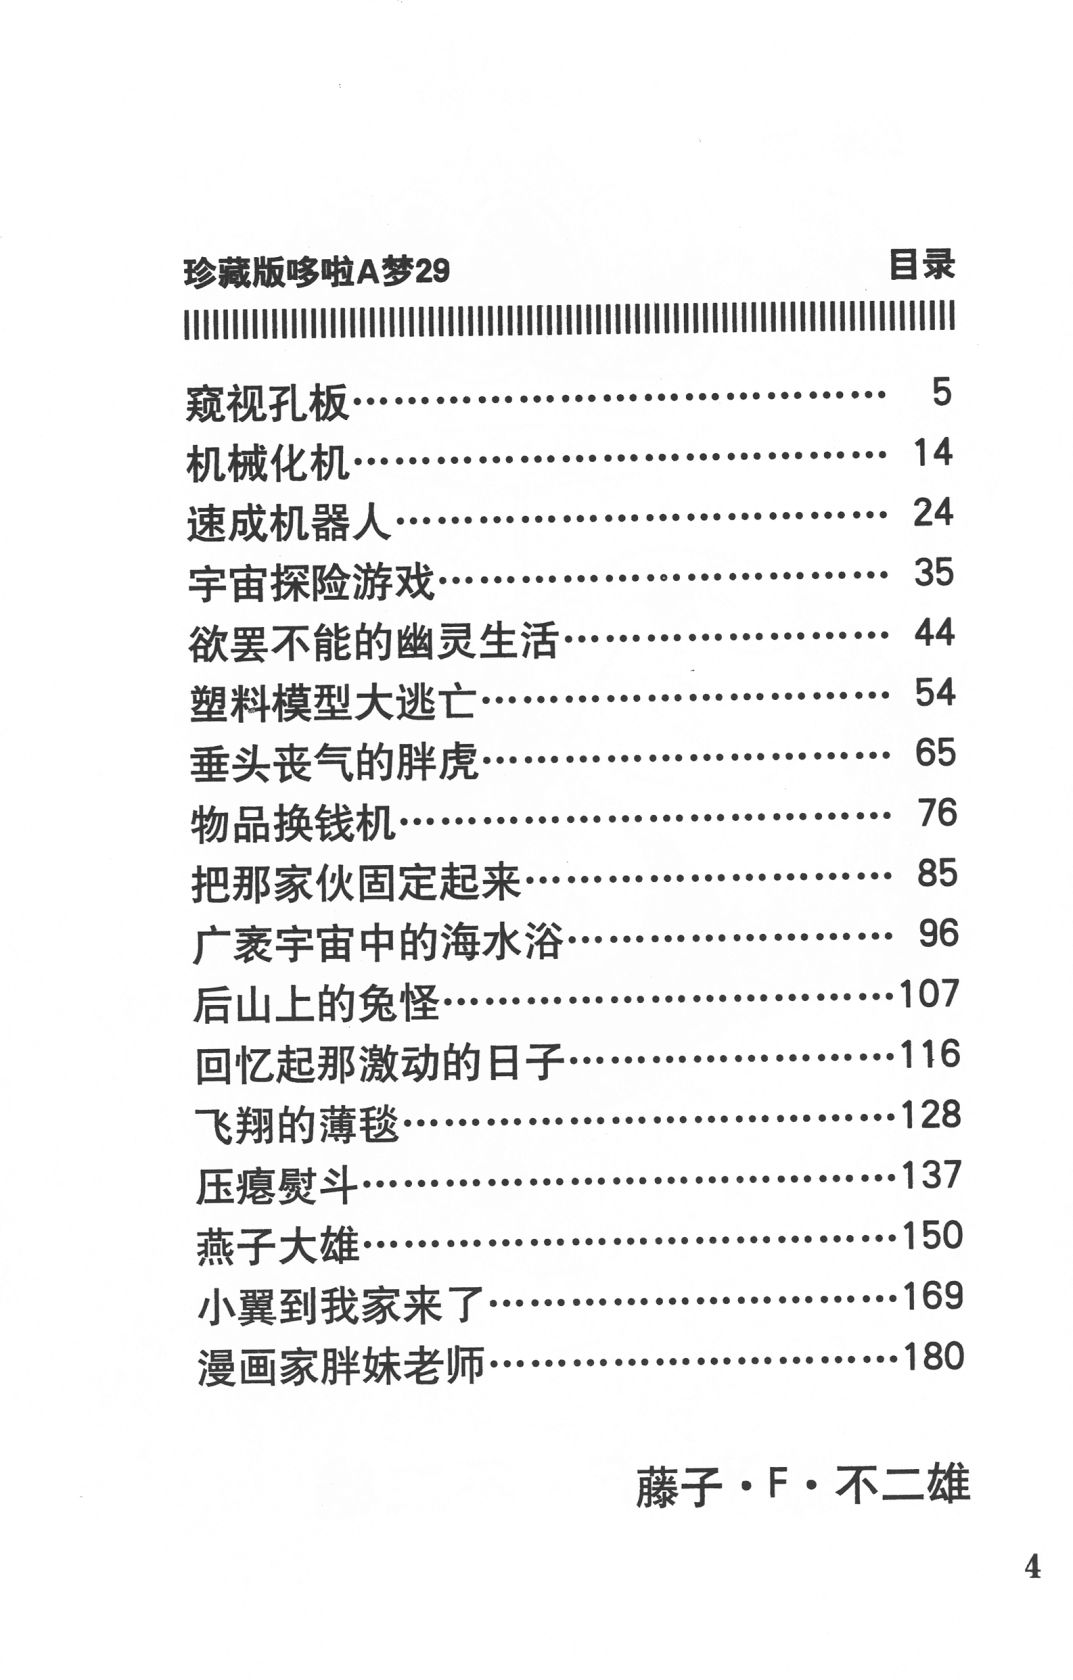 珍藏版哆啦A梦29 目录
窥视孔板…………………………………… 5
机械化机…………………………………… 14
速成机器人………………………………… 24
宇宙探险游戏……………………………… 35
欲罢不能的幽灵生活……………………… 44
塑料模型大逃亡…………………………… 54
垂头丧气的胖虎…………………………… 65
物品换钱机………………………………… 76
把那家伙固定起来………………………… 85
广袤宇宙中的海水浴……………………… 96
后山上的兔怪………………………………107
回忆起那激动的日子………………………116
飞翔的薄毯…………………………………128
压瘪熨斗……………………………………137
燕子大雄……………………………………150
小翼到我家来了……………………………169
漫画家胖妹老师……………………………180
藤子·F·不二雄
4